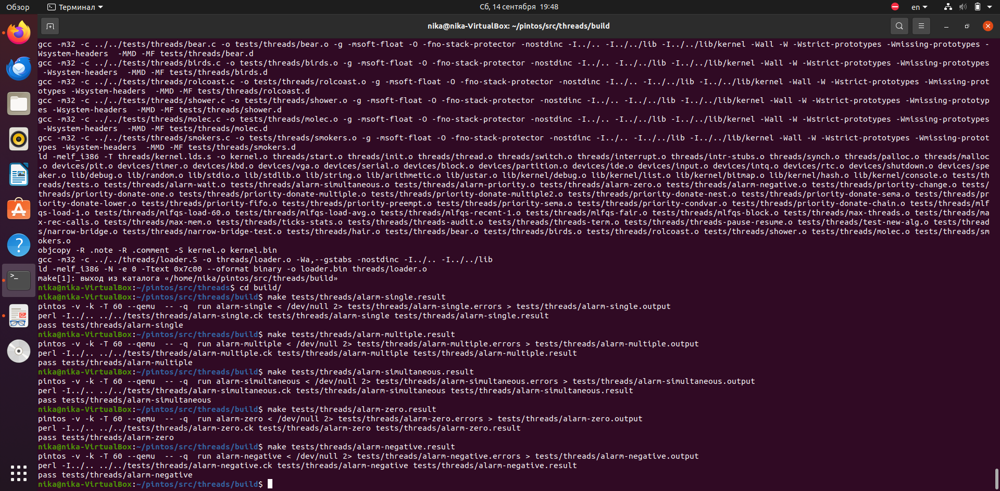 Обзор
Терминал
Сб, 14 сентября 19:48
en
nika@nika-VirtualBox: ~/pintos/src/threads/build
gcc -m32 -c ../../tests/threads/bear.c -o tests/threads/bear.o -g -msoft-float -O -fno-stack-protector -nostdinc -I../.. -I../../lib -I../../lib/kernel -Wall -W -Wstrict-prototypes -Wmissing-prototypes -
Wsystem-headers  -MMD -MF tests/threads/bear.d
gcc -m32 -c ../../tests/threads/birds.c -o tests/threads/birds.o -g -msoft-float -O -fno-stack-protector -nostdinc -I../.. -I../../lib -I../../lib/kernel -Wall -W -Wstrict-prototypes -Wmissing-prototypes
 -Wsystem-headers  -MMD -MF tests/threads/birds.d
gcc -m32 -c ../../tests/threads/rolcoast.c -o tests/threads/rolcoast.o -g -msoft-float -O -fno-stack-protector -nostdinc -I../.. -I../../lib -I../../lib/kernel -Wall -W -Wstrict-prototypes -Wmissing-prot
otypes -Wsystem-headers  -MMD -MF tests/threads/rolcoast.d
gcc -m32 -c ../../tests/threads/shower.c -o tests/threads/shower.o -g -msoft-float -O -fno-stack-protector -nostdinc -I../.. -I../../lib -I../../lib/kernel -Wall -W -Wstrict-prototypes -Wmissing-prototyp
es -Wsystem-headers  -MMD -MF tests/threads/shower.d
gcc -m32 -c ../../tests/threads/molec.c -o tests/threads/molec.o -g -msoft-float -O -fno-stack-protector -nostdinc -I../.. -I../../lib -I../../lib/kernel -Wall -W -Wstrict-prototypes -Wmissing-prototypes
 -Wsystem-headers  -MMD -MF tests/threads/molec.d
gcc -m32 -c ../../tests/threads/smokers.c -o tests/threads/smokers.o -g -msoft-float -O -fno-stack-protector -nostdinc -I../.. -I../../lib -I../../lib/kernel -Wall -W -Wstrict-prototypes -Wmissing-protot
ypes -Wsystem-headers  -MMD -MF tests/threads/smokers.d
ld -melf_i386 -T threads/kernel.lds.s -o kernel.o threads/start.o threads/init.o threads/thread.o threads/switch.o threads/interrupt.o threads/intr-stubs.o threads/synch.o threads/palloc.o threads/malloc
.o devices/pit.o devices/timer.o devices/kbd.o devices/vga.o devices/serial.o devices/block.o devices/partition.o devices/ide.o devices/input.o devices/intq.o devices/rtc.o devices/shutdown.o devices/spe
aker.o lib/debug.o lib/random.o lib/stdio.o lib/stdlib.o lib/string.o lib/arithmetic.o lib/ustar.o lib/kernel/debug.o lib/kernel/list.o lib/kernel/bitmap.o lib/kernel/hash.o lib/kernel/console.o tests/th
reads/tests.o tests/threads/alarm-wait.o tests/threads/alarm-simultaneous.o tests/threads/alarm-priority.o tests/threads/alarm-zero.o tests/threads/alarm-negative.o tests/threads/priority-change.o tests/
threads/priority-donate-one.o tests/threads/priority-donate-multiple.o tests/threads/priority-donate-multiple2.o tests/threads/priority-donate-nest.o tests/threads/priority-donate-sema.o tests/threads/pr
iority-donate-lower.o tests/threads/priority-fifo.o tests/threads/priority-preempt.o tests/threads/priority-sema.o tests/threads/priority-condvar.o tests/threads/priority-donate-chain.o tests/threads/mlf
qs-load-1.o tests/threads/mlfqs-load-60.o tests/threads/mlfqs-load-avg.o tests/threads/mlfqs-recent-1.o tests/threads/mlfqs-fair.o tests/threads/mlfqs-block.o tests/threads/max-threads.o tests/threads/ma
x-rec-calls.o tests/threads/max-mem.o tests/threads/ticks-stats.o tests/threads/threads-audit.o tests/threads/threads-term.o tests/threads/threads-pause-resume.o tests/threads/test-new-alg.o tests/thread
s/narrow-bridge.o tests/threads/narrow-bridge-test.o tests/threads/hair.o tests/threads/bear.o tests/threads/birds.o tests/threads/rolcoast.o tests/threads/shower.o tests/threads/molec.o tests/threads/sm
okers.o
objcopy -R .note -R .comment -S kernel.o kernel.bin
gcc -m32 -c ../../threads/loader.S -o threads/loader.o -Wa,--gstabs -nostdinc -I../.. -I../../lib
ld -melf_i386 -N -e 0 -Ttext 0x7c00 --oformat binary -o loader.bin threads/loader.o
make[1]: выход из каталога «/home/nika/pintos/src/threads/build»
nika@nika-VirtualBox:~/pintos/src/threads$ cd build/
nika@nika-VirtualBox:~/pintos/src/threads/build$ make tests/threads/alarm-single.result
pintos -v -k -T 60 --qemu  -- -q  run alarm-single < /dev/null 2> tests/threads/alarm-single.errors > tests/threads/alarm-single.output
perl -I../.. ../../tests/threads/alarm-single.ck tests/threads/alarm-single tests/threads/alarm-single.result
pass tests/threads/alarm-single
nika@nika-VirtualBox:~/pintos/src/threads/build$ make tests/threads/alarm-multiple.result
pintos -v -k -T 60 --qemu  -- -q  run alarm-multiple < /dev/null 2> tests/threads/alarm-multiple.errors > tests/threads/alarm-multiple.output
perl -I../.. ../../tests/threads/alarm-multiple.ck tests/threads/alarm-multiple tests/threads/alarm-multiple.result
pass tests/threads/alarm-multiple
nika@nika-VirtualBox:~/pintos/src/threads/build$ make tests/threads/alarm-simultaneous.result
pintos -v -k -T 60 --qemu  -- -q  run alarm-simultaneous < /dev/null 2> tests/threads/alarm-simultaneous.errors > tests/threads/alarm-simultaneous.output
perl -I../.. ../../tests/threads/alarm-simultaneous.ck tests/threads/alarm-simultaneous tests/threads/alarm-simultaneous.result
pass tests/threads/alarm-simultaneous
nika@nika-VirtualBox:~/pintos/src/threads/build$ make tests/threads/alarm-zero.result
pintos -v -k -T 60 --qemu  -- -q  run alarm-zero < /dev/null 2> tests/threads/alarm-zero.errors > tests/threads/alarm-zero.output
perl -I../.. ../../tests/threads/alarm-zero.ck tests/threads/alarm-zero tests/threads/alarm-zero.result
pass tests/threads/alarm-zero
nika@nika-VirtualBox:~/pintos/src/threads/build$ make tests/threads/alarm-negative.result
pintos -v -k -T 60 --qemu  -- -q  run alarm-negative < /dev/null 2> tests/threads/alarm-negative.errors > tests/threads/alarm-negative.output
perl -I../.. ../../tests/threads/alarm-negative.ck tests/threads/alarm-negative tests/threads/alarm-negative.result
pass tests/threads/alarm-negative
nika@nika-VirtualBox:~/pintos/src/threads/build$